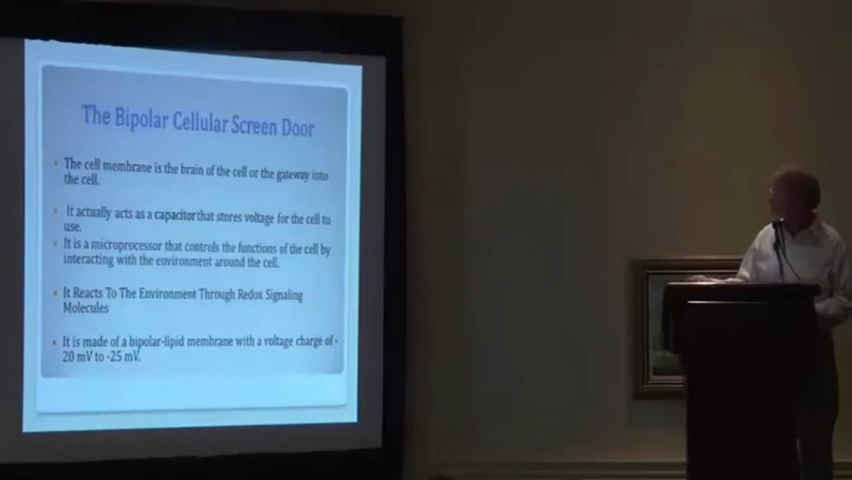 The Bipolar Cellular Screen Door
The cell membrane is the brain of the cell or the gateway into
the cell.
It actually acts as a capacitor that stores voltage for the cell to
use.
It is a microprocessor that controls the functions of the cell by
interacting with the environment around the cell.
It Reacts To The Environment Through Redox Signaling
Molecules
It is made of a bipolar-lipid membrane with a voltage charge of -
20 mV to -25 mV.